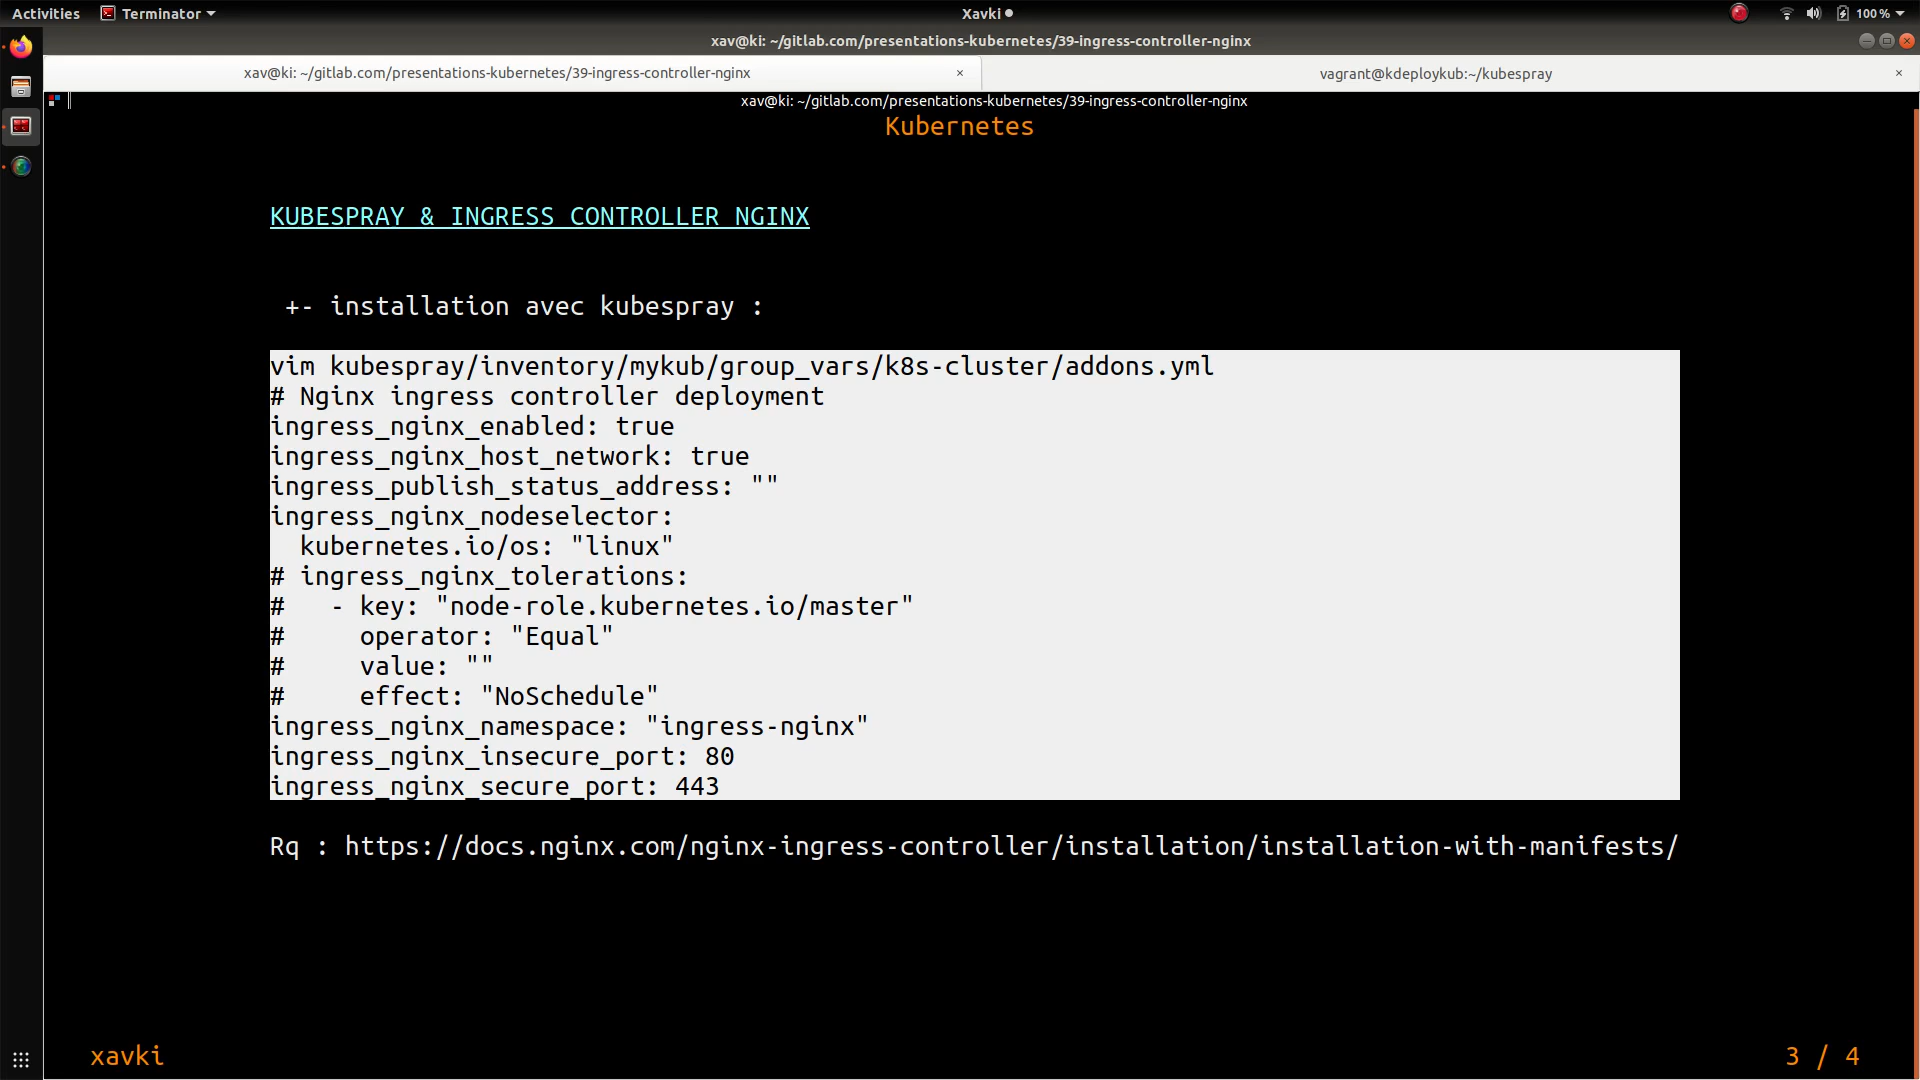 Activities Terminator Xavki 100 %
xav@ki: ~/gitlab.com/presentations-kubernetes/39-ingress-controller-nginx
xav@ki: ~/gitlab.com/presentations-kubernetes/39-ingress-controller-nginx × vagrant@kdeploykub:~/kubespray ×
xav@ki: ~/gitlab.com/presentations-kubernetes/39-ingress-controller-nginx
Kubernetes
KUBESPRAY & INGRESS CONTROLLER NGINX
+- installation avec kubespray :
vim kubespray/inventory/mykub/group_vars/k8s-cluster/addons.yml
# Nginx ingress controller deployment
ingress_nginx_enabled: true
ingress_nginx_host_network: true
ingress_publish_status_address: ""
ingress_nginx_nodeselector:
  kubernetes.io/os: "linux"
# ingress_nginx_tolerations:
#   - key: "node-role.kubernetes.io/master"
#     operator: "Equal"
#     value: ""
#     effect: "NoSchedule"
ingress_nginx_namespace: "ingress-nginx"
ingress_nginx_insecure_port: 80
ingress_nginx_secure_port: 443
Rq : https://docs.nginx.com/nginx-ingress-controller/installation/installation-with-manifests/
xavki 3 / 4